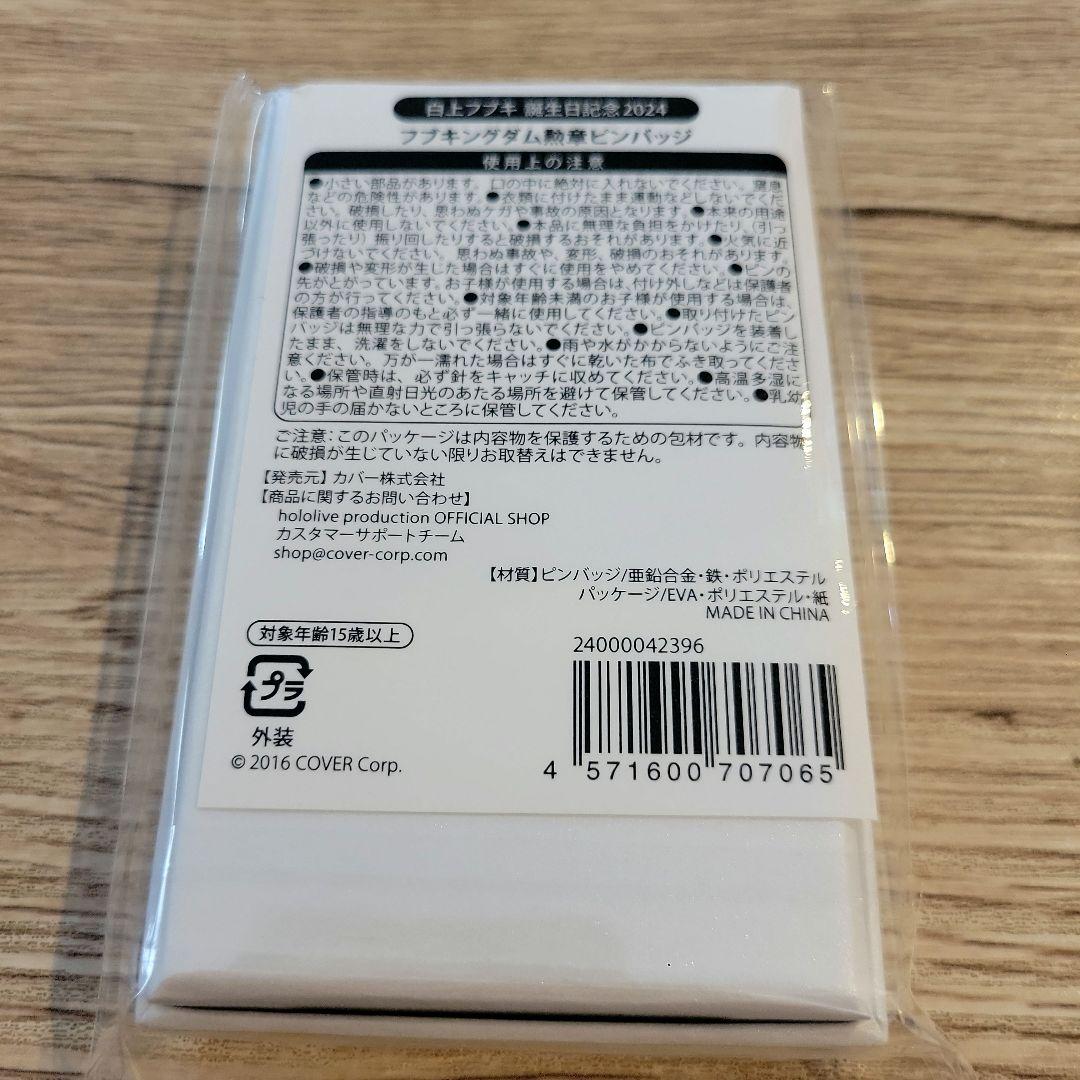 白上フブキ 誕生日記念2024
フブキングダム勲章ピンバッジ
使用上の注意
●小さい部品があります。口の中に絶対に入れないでください。窒息
などの危険性があります。●衣類に付けたまま運動などしないでくだ
さい。破損したり、思わぬケガや事故の原因となります。●本来の用途
以外に使用しないでください。●本品に無理な負担をかけたり、(引っ
張ったり)振り回したりすると破損するおそれがあります。●火気に近
づけないでください。思わぬ事故や、変形、破損のおそれがあります。
●破損や変形が生じた場合はすぐに使用をやめてください。●ピンの
先がとがっています。お子様が使用する場合は、付け外しなどは保護者
の方が行ってください。●対象年齢未満のお子様が使用する場合は、
保護者の指導のもと必ず一緒に使用してください。●取り付けたピン
バッジは無理な力で引っ張らないでください。●ピンバッジを装着し
たまま、洗濯をしないでください。●雨や水がかからないようにご注
意ください。万が一濡れた場合はすぐに乾いた布でふき取ってくださ
い。●保管時は、必ず針をキャッチに収めてください。●高温多湿に
なる場所や直射日光のあたる場所を避けて保管してください。●乳幼
児の手の届かないところに保管してください。
ご注意:このパッケージは内容物を保護するための包材です。内容物
に破損が生じていない限りお取替えはできません。
【発売元】カバー株式会社
【商品に関するお問い合わせ】
hololive production OFFICIAL SHOP
カスタマーサポートチーム
shop@cover-corp.com
【材質】ピンバッジ/亜鉛合金・鉄・ポリエステル
パッケージ/EVA・ポリエステル・紙
MADE IN CHINA
対象年齢15歳以上
24000042396
プラ
外装
© 2016 COVER Corp.
4 571600 707065